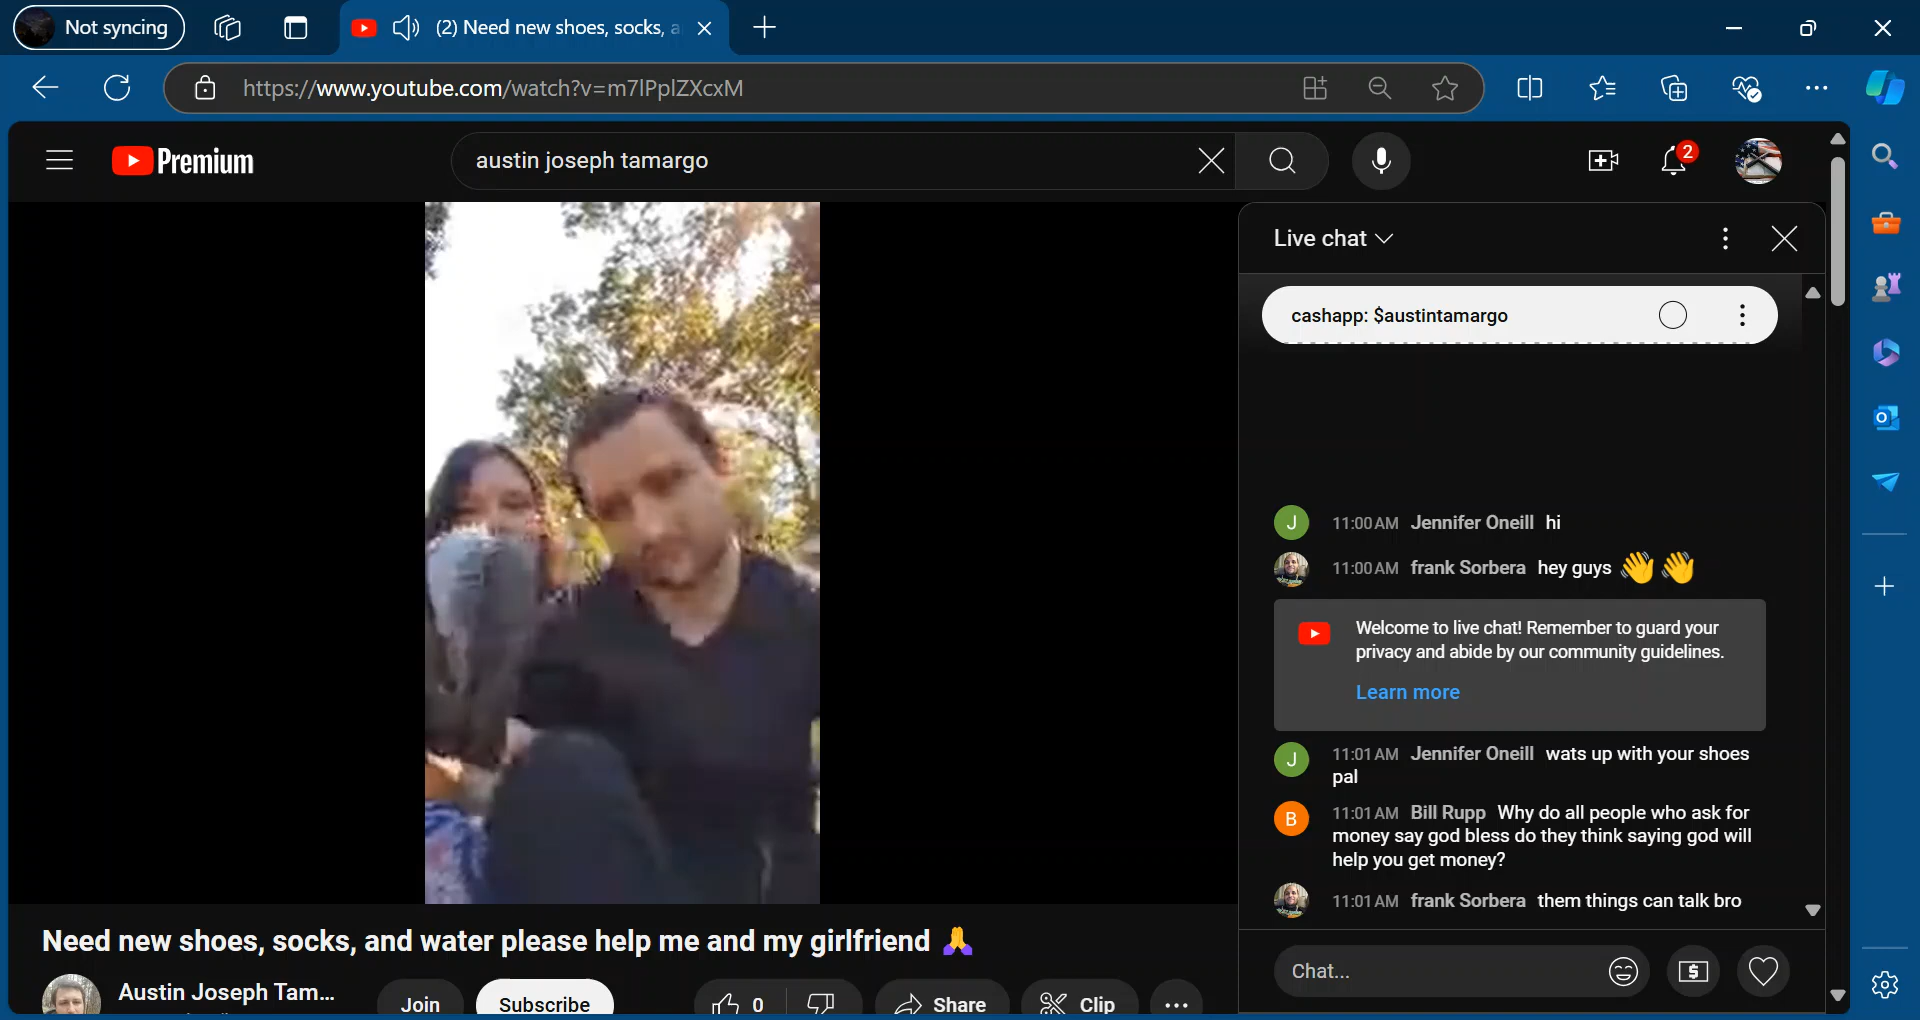 Not syncing
(2) Need new shoes, socks, a
https://www.youtube.com/watch?v=m7lPplZXcxM
Premium
austin joseph tamargo
2
Live chat
cashapp: $austintamargo
J 11:00 AM Jennifer Oneill hi
11:00 AM frank Sorbera hey guys 👋 👋
Welcome to live chat! Remember to guard your
privacy and abide by our community guidelines.
Learn more
J 11:01 AM Jennifer Oneill wats up with your shoes
pal
B 11:01 AM Bill Rupp Why do all people who ask for
money say god bless do they think saying god will
help you get money?
11:01 AM frank Sorbera them things can talk bro
Chat...
Need new shoes, socks, and water please help me and my girlfriend 🙏
Austin Joseph Tam...
Join
Subscribe
0
Share
Clip